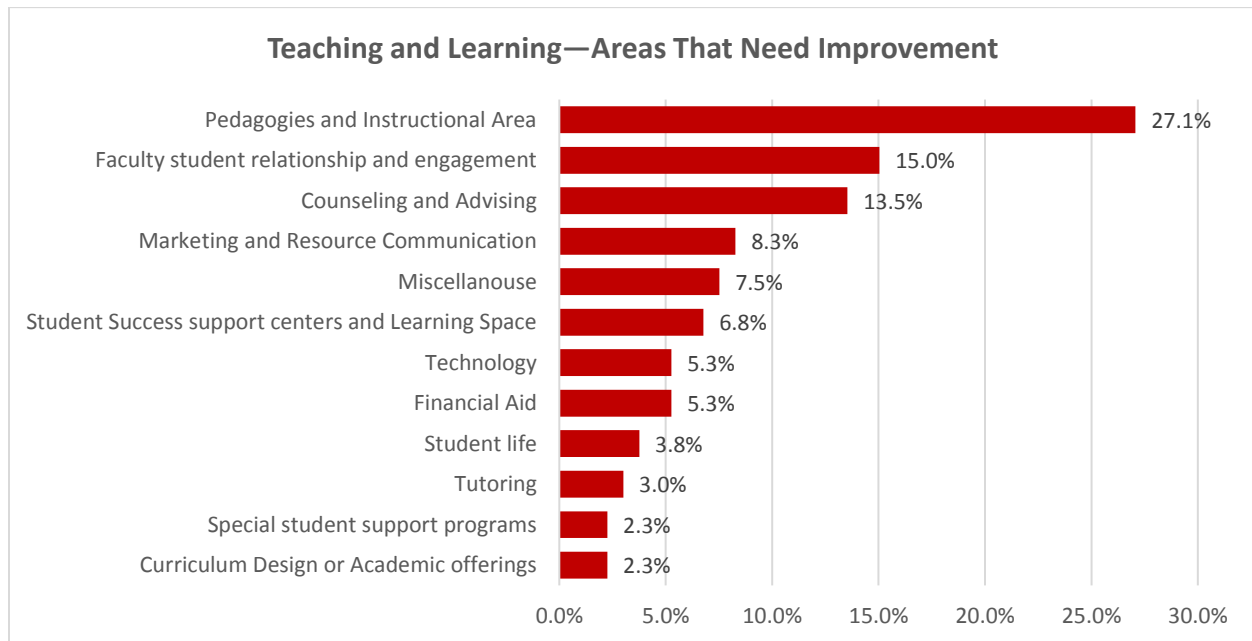 Teaching and Learning—Areas That Need Improvement
Pedagogies and Instructional Area 27.1%
Faculty student relationship and engagement 15.0%
Counseling and Advising 13.5%
Marketing and Resource Communication 8.3%
Miscellanouse 7.5%
Student Success support centers and Learning Space 6.8%
Technology 5.3%
Financial Aid 5.3%
Student life 3.8%
Tutoring 3.0%
Special student support programs 2.3%
Curriculum Design or Academic offerings 2.3%
0.0% 5.0% 10.0% 15.0% 20.0% 25.0% 30.0%